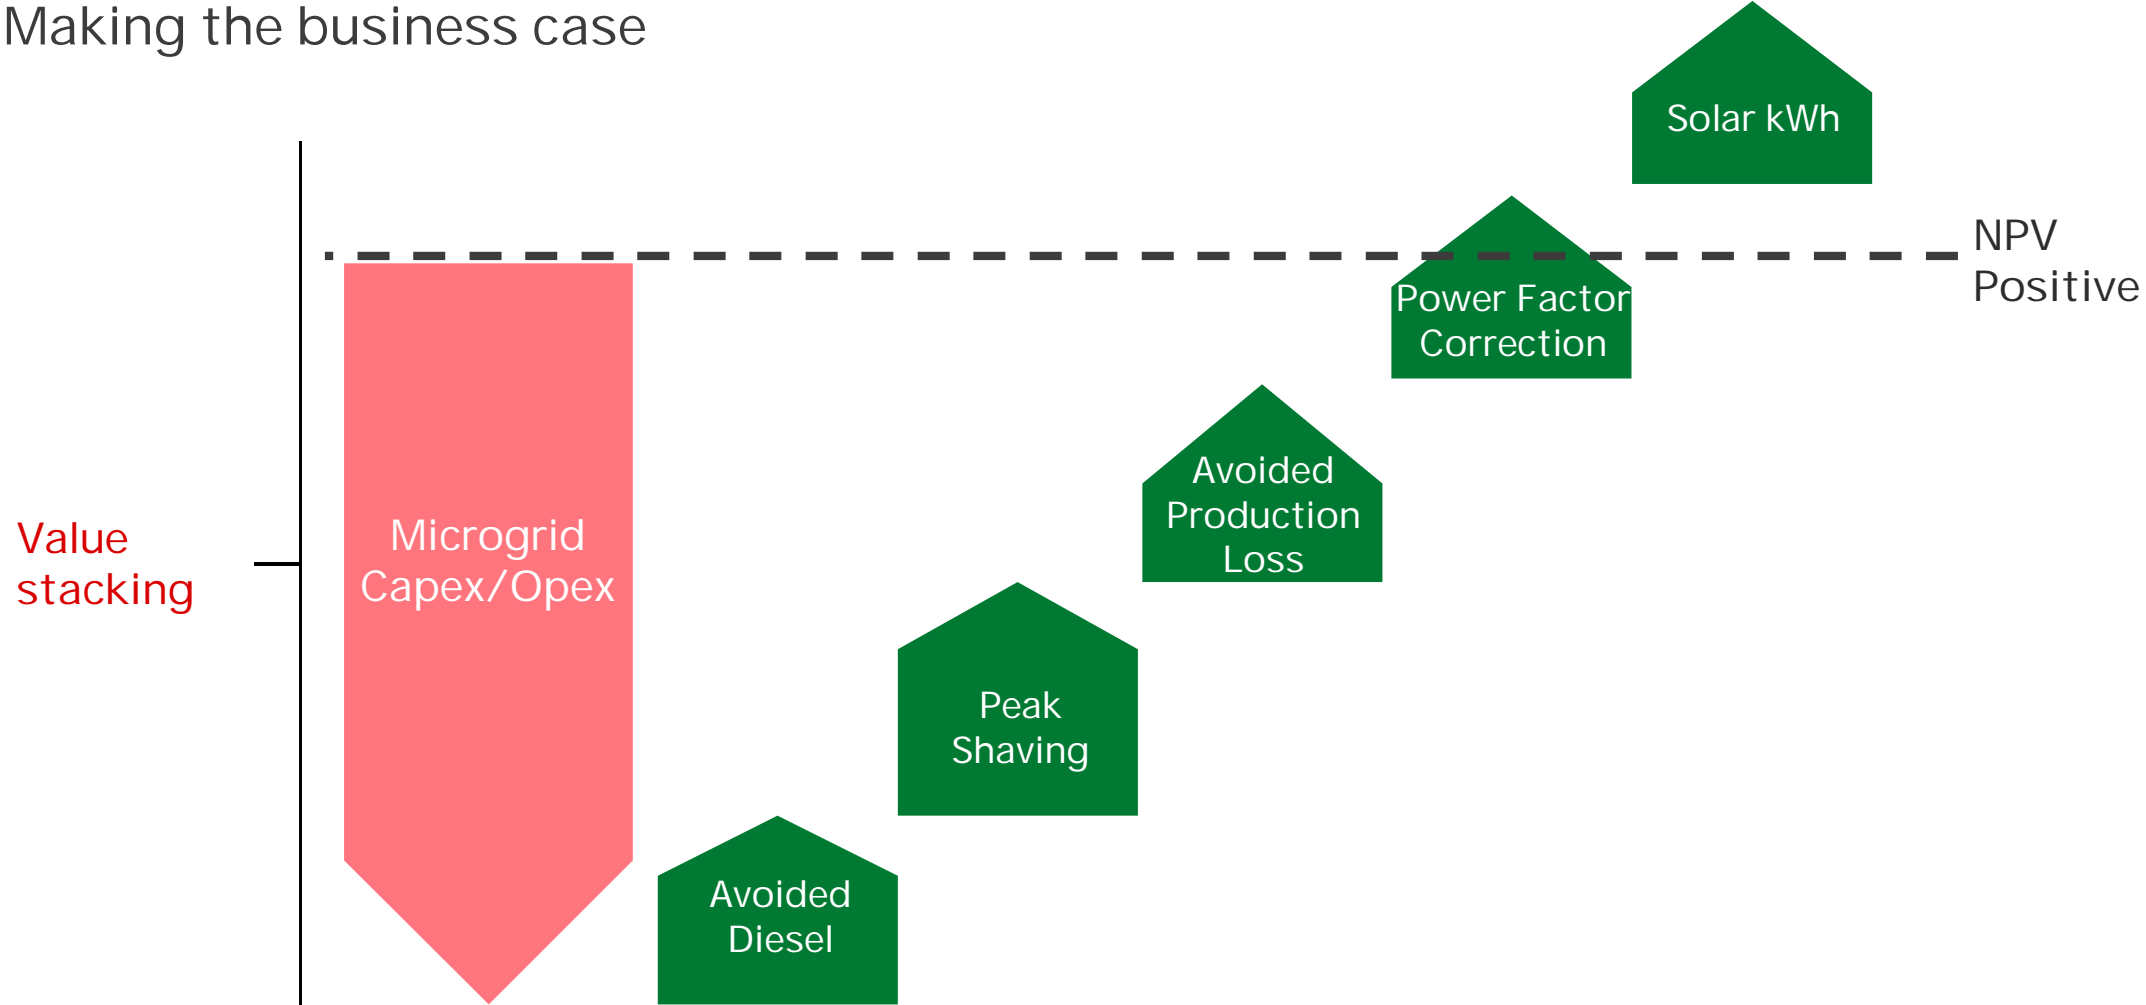 Making the business case
Solar kWh
NPV
Positive
Power Factor
Correction
Avoided
Production
Loss
Value
stacking
Microgrid
Capex/Opex
Peak
Shaving
Avoided
Diesel